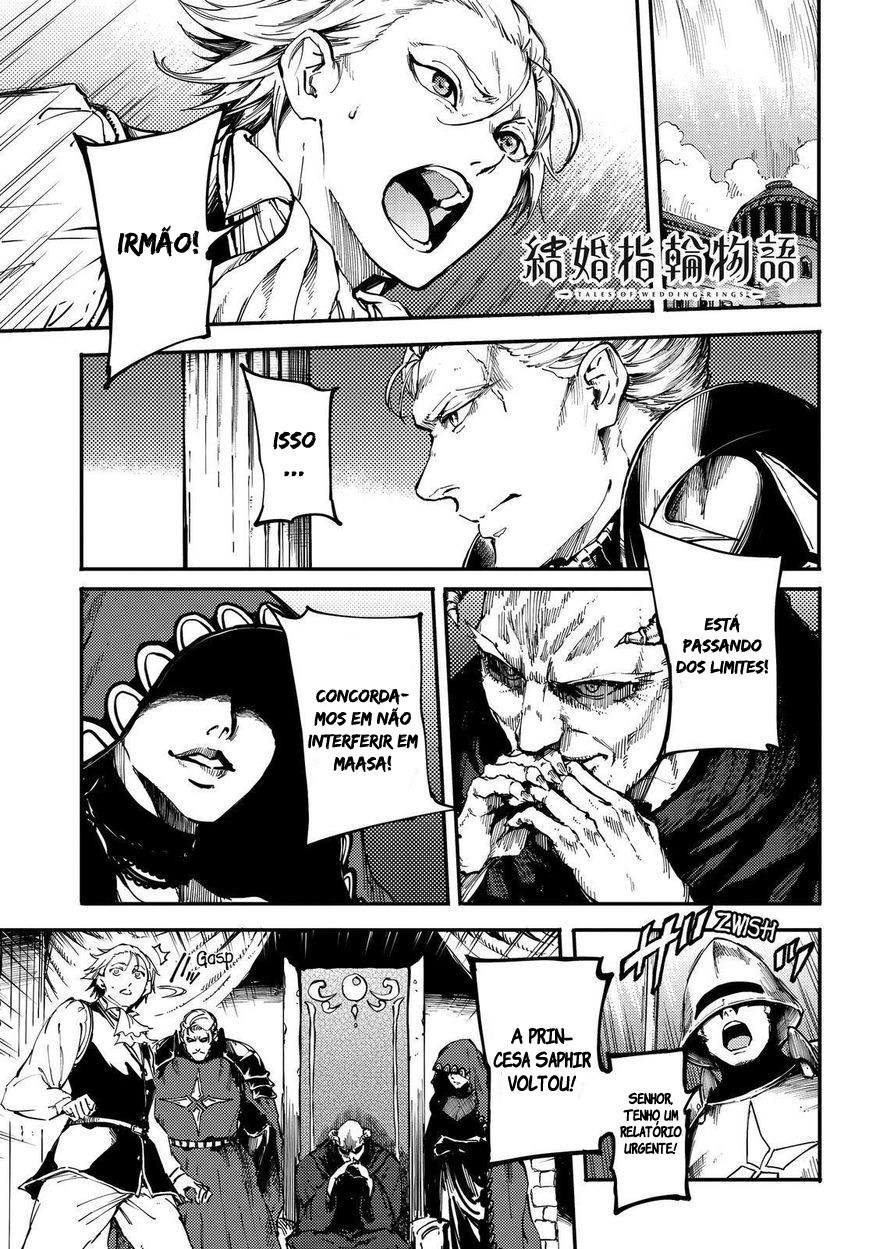 結婚指輪物語
TALES OF WEDDING RINGS
IRMÃO!
ISSO
...
ESTÁ
PASSANDO
DOS LIMITES!
CONCORDA-
MOS EM NÃO
INTERFERIR EM
MAASA!
ZWISH
SENHOR,
TENHO UM
RELATÓRIO
URGENTE!
A PRIN-
CESA SAPHIR
VOLTOU!
Gasp